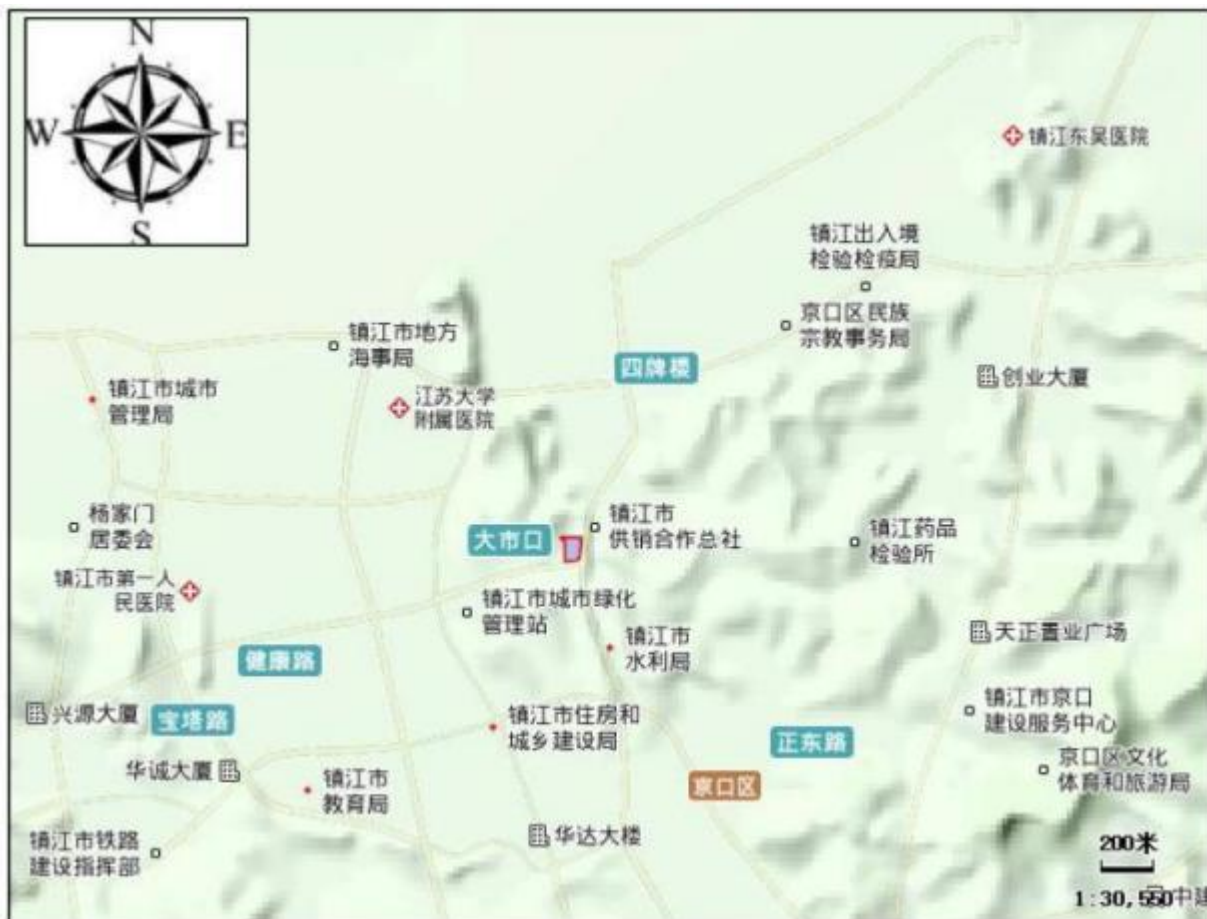 N
W
E
S
镇江东吴医院
镇江出入境
检验检疫局
京口区民族
宗教事务局
镇江市地方
海事局
四牌楼
创业大厦
镇江市城市
管理局
江苏大学
附属医院
杨家门
居委会
大市口
镇江市
供销合作总社
镇江药品
检验所
镇江市第一人
民医院
镇江市城市绿化
管理站
天正置业广场
镇江市
水利局
健康路
兴源大厦
宝塔路
镇江市住房和
城乡建设局
镇江市京口
建设服务中心
正东路
华诚大厦
镇江市
教育局
京口区
京口区文化
体育和旅游局
镇江市铁路
建设指挥部
华达大楼
200米
1:30,550
中建